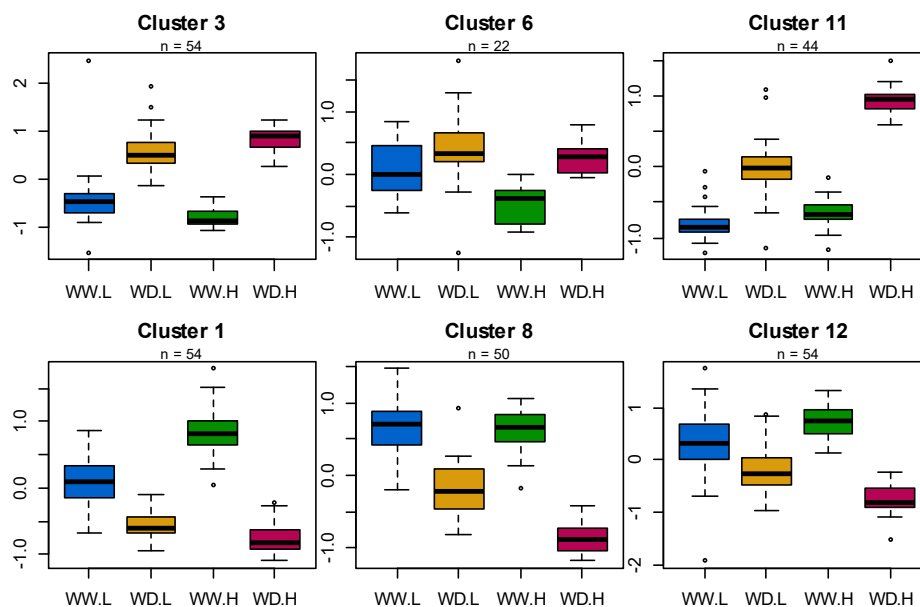 Cluster 3
n = 54
2
1
0
-1
WW.L WD.L WW.H WD.H
Cluster 6
n = 22
1.0
0.0
-1.0
WW.L WD.L WW.H WD.H
Cluster 11
n = 44
1.0
0.0
-1.0
WW.L WD.L WW.H WD.H
Cluster 1
n = 54
1.0
0.0
-1.0
WW.L WD.L WW.H WD.H
Cluster 8
n = 50
1.0
0.0
-1.0
WW.L WD.L WW.H WD.H
Cluster 12
n = 54
1
0
-1
-2
WW.L WD.L WW.H WD.H